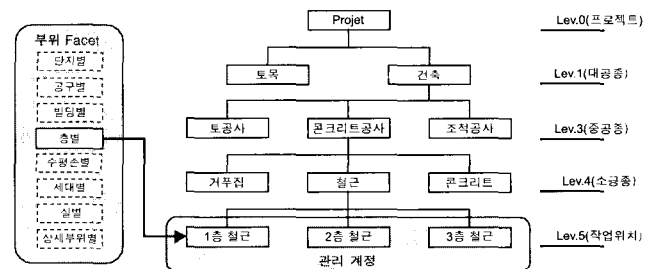 부위 Facet
단지별
공구별
빌딩별
층별
수평존별
세대별
실별
상세부위별
Projet
토목
건축
토공사
콘크리트공사
조적공사
거푸집
철근
콘크리트
1층 철근
2층 철근
3층 철근
관리 계정
Lev.0(프로젝트)
Lev.1(대공종)
Lev.3(중공종)
Lev.4(소공종)
Lev.5(작업위치)